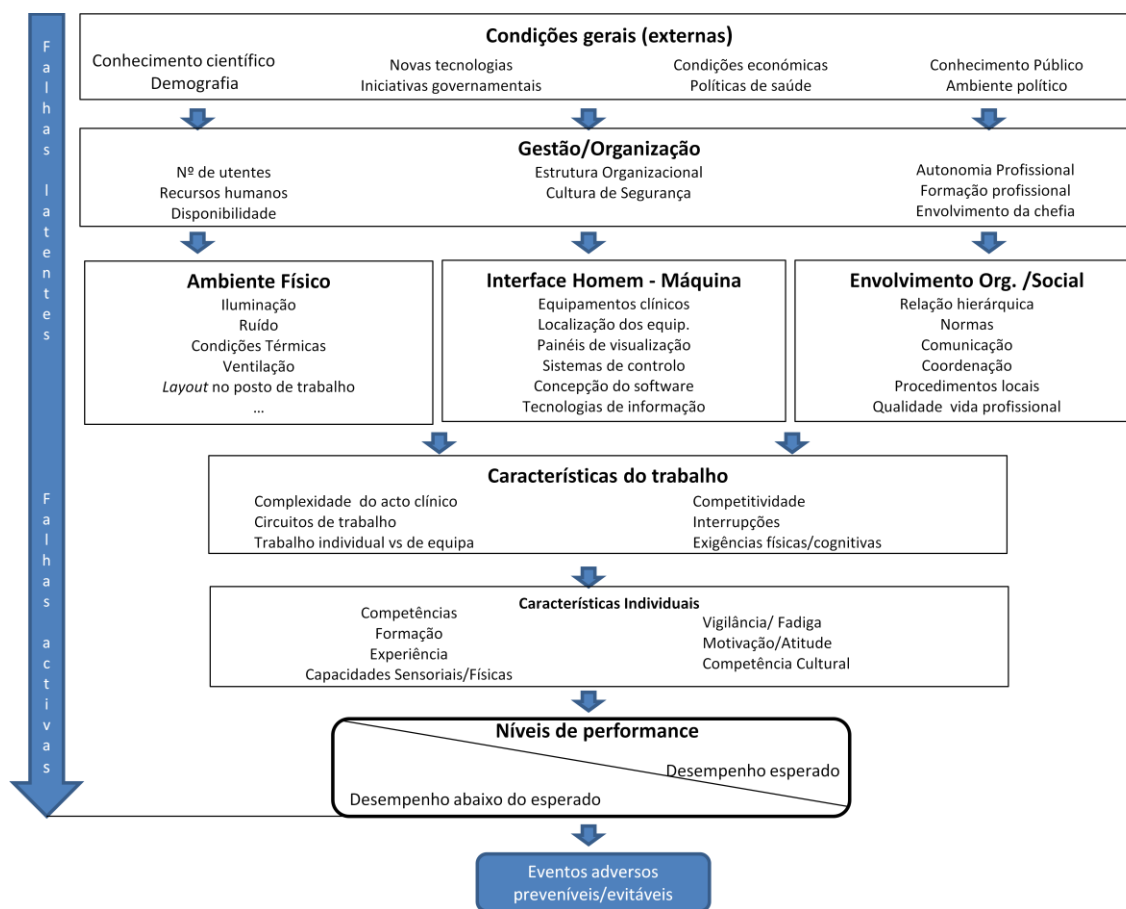 Falhas latentes
Falhas activas
Condições gerais (externas)
Conhecimento científico
Demografia
Novas tecnologias
Iniciativas governamentais
Condições económicas
Políticas de saúde
Conhecimento Público
Ambiente político
Gestão/Organização
Nº de utentes
Recursos humanos
Disponibilidade
Estrutura Organizacional
Cultura de Segurança
Autonomia Profissional
Formação profissional
Envolvimento da chefia
Ambiente Físico
Iluminação
Ruído
Condições Térmicas
Ventilação
Layout no posto de trabalho
...
Interface Homem - Máquina
Equipamentos clínicos
Localização dos equip.
Painéis de visualização
Sistemas de controlo
Concepção do software
Tecnologias de informação
Envolvimento Org. /Social
Relação hierárquica
Normas
Comunicação
Coordenação
Procedimentos locais
Qualidade vida profissional
Características do trabalho
Complexidade do acto clínico
Circuitos de trabalho
Trabalho individual vs de equipa
Competitividade
Interrupções
Exigências físicas/cognitivas
Características Individuais
Competências
Formação
Experiência
Capacidades Sensoriais/Físicas
Vigilância/ Fadiga
Motivação/Atitude
Competência Cultural
Níveis de performance
Desempenho esperado
Desempenho abaixo do esperado
Eventos adversos
preveníveis/evitáveis